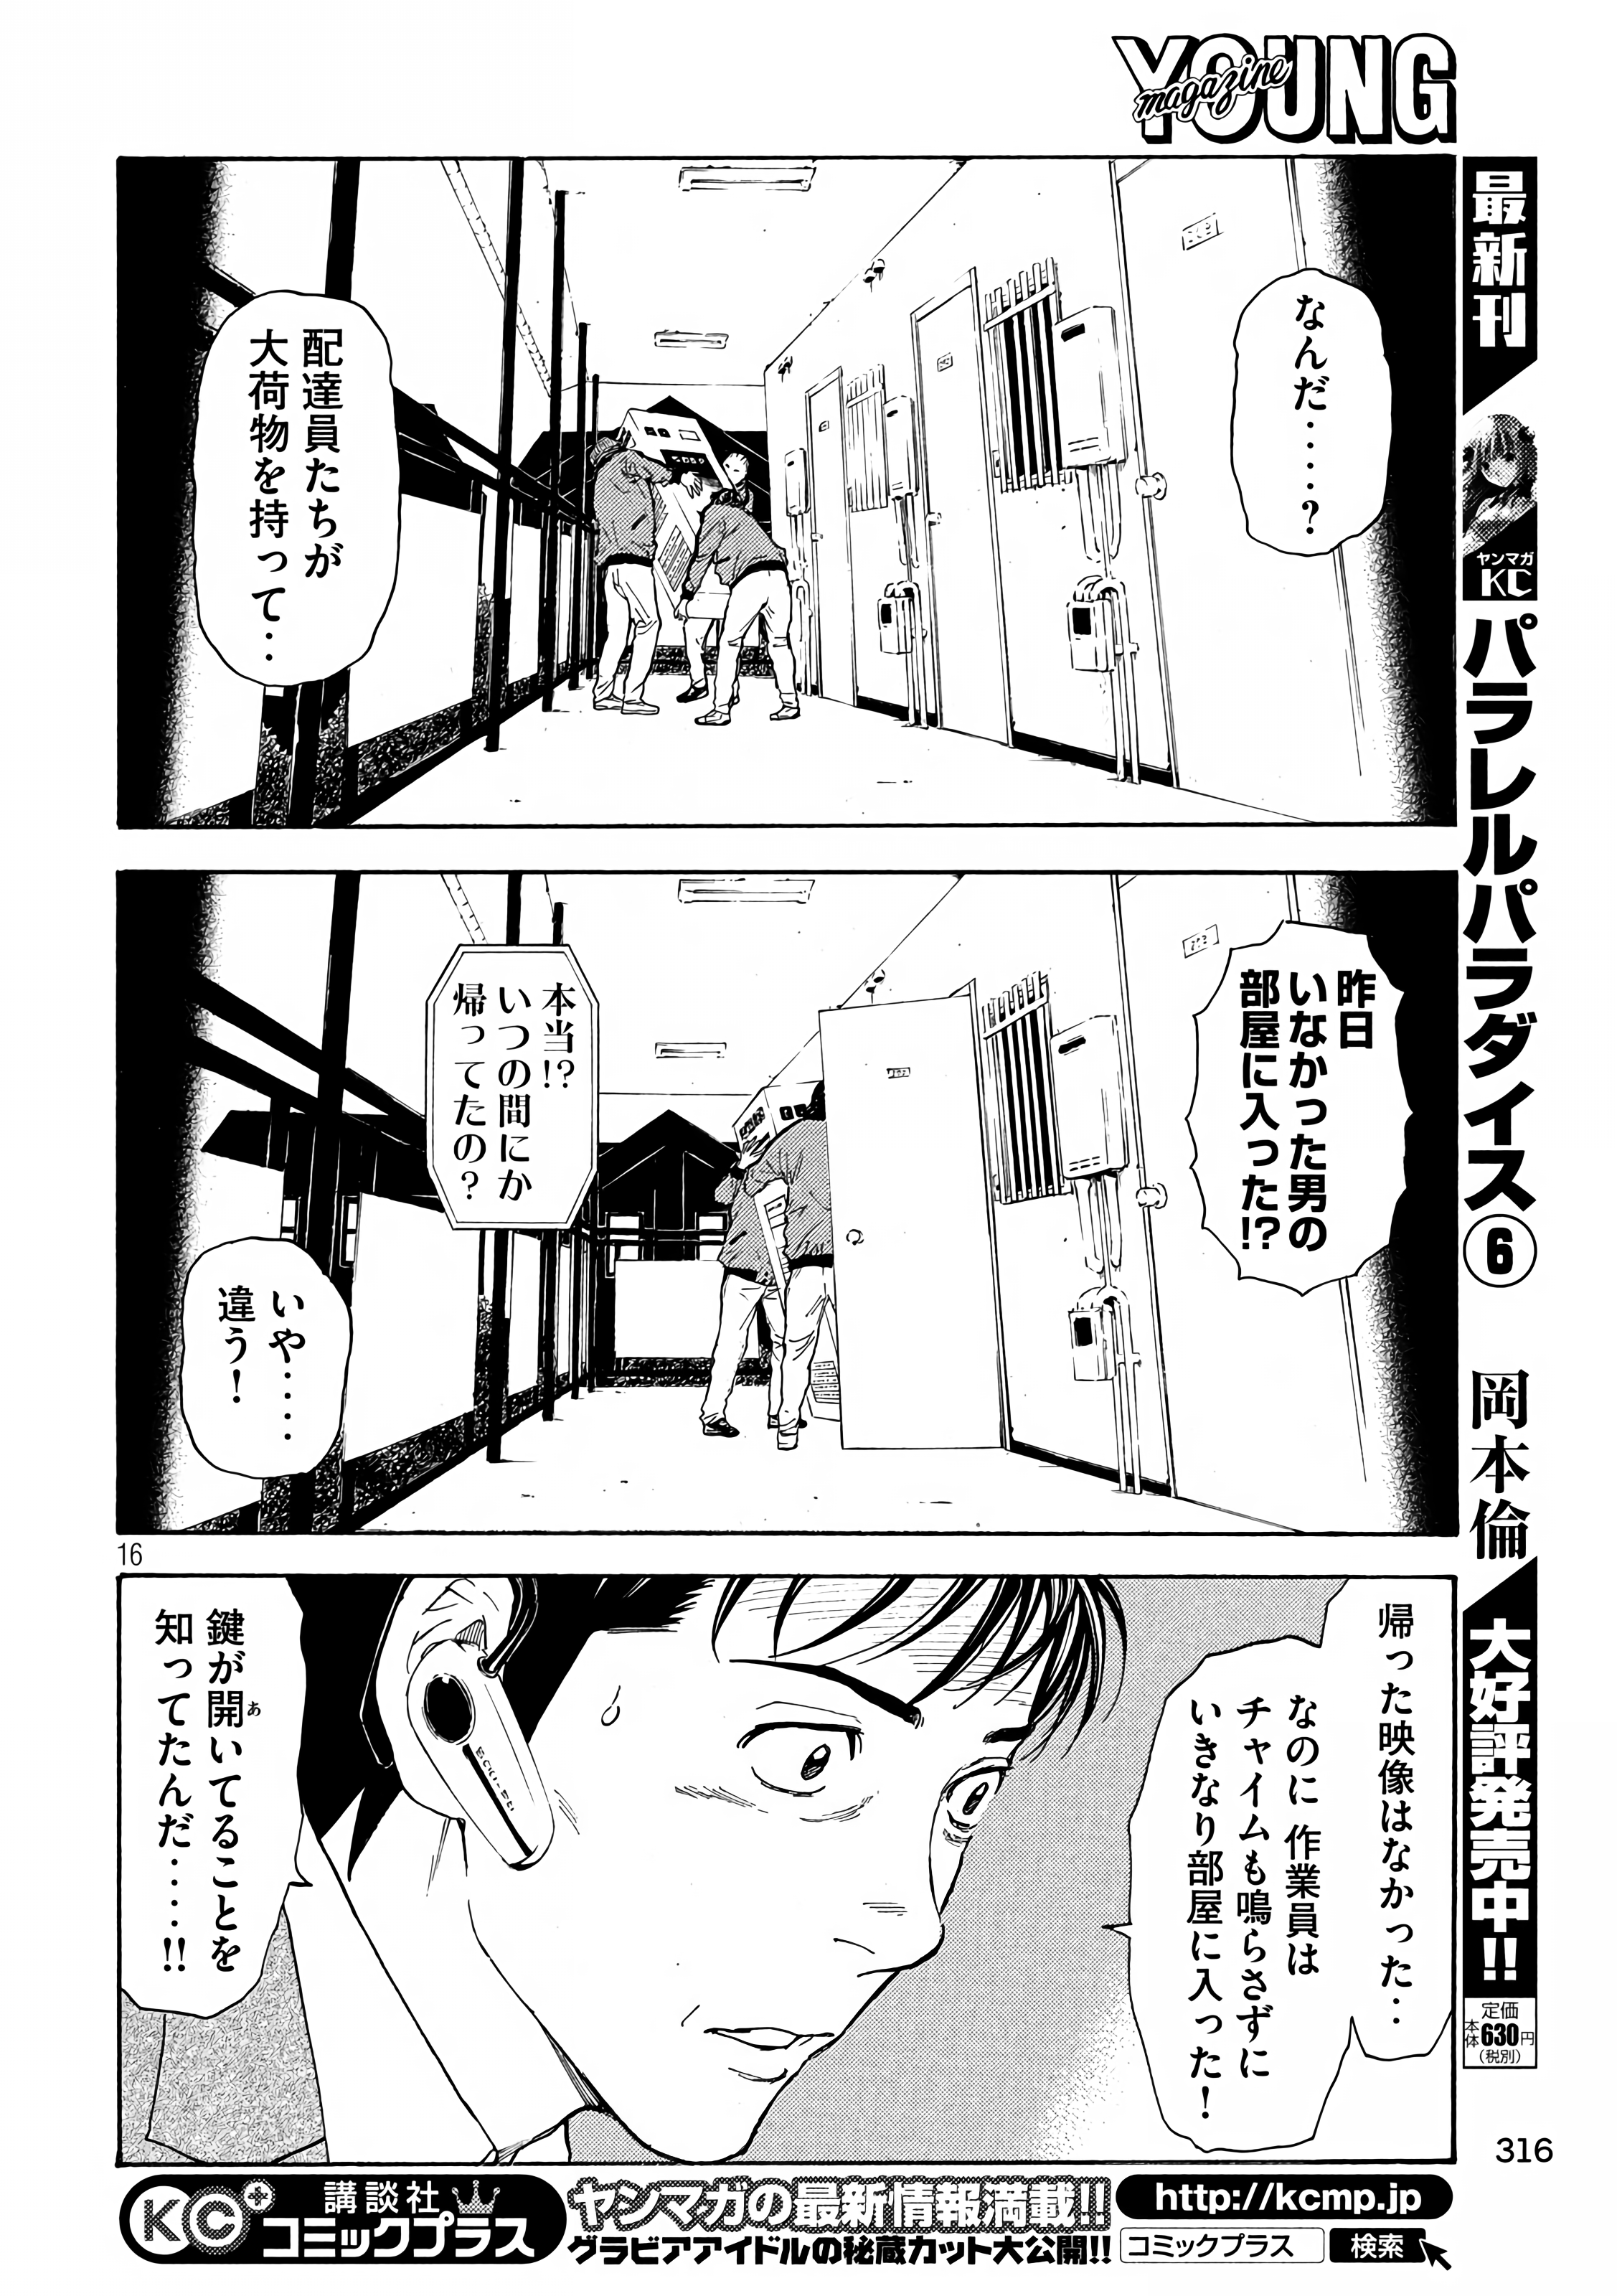 YOUNG
magazine
なんだ‥‥‥?
配達員たちが
大荷物を持って‥
昨日
いなかった男の
部屋に入った!?
本当!?
いつの間にか
帰ってたの?
いや‥‥
違う!
16
帰った映像はなかった‥
なのに 作業員は
チャイムも鳴らさずに
いきなり部屋に入った!
鍵が開いてることを
あ
知ってたんだ‥‥!!
最新刊
ヤンマガ
KC
パラレルパラダイス⑥
岡本倫
大好評発売中!!
定価
本体630円
(税別)
316
KC+
講談社
コミックプラス
ヤンマガの最新情報満載!!
グラビアアイドルの秘蔵カット大公開!!
http://kcmp.jp
コミックプラス
検索